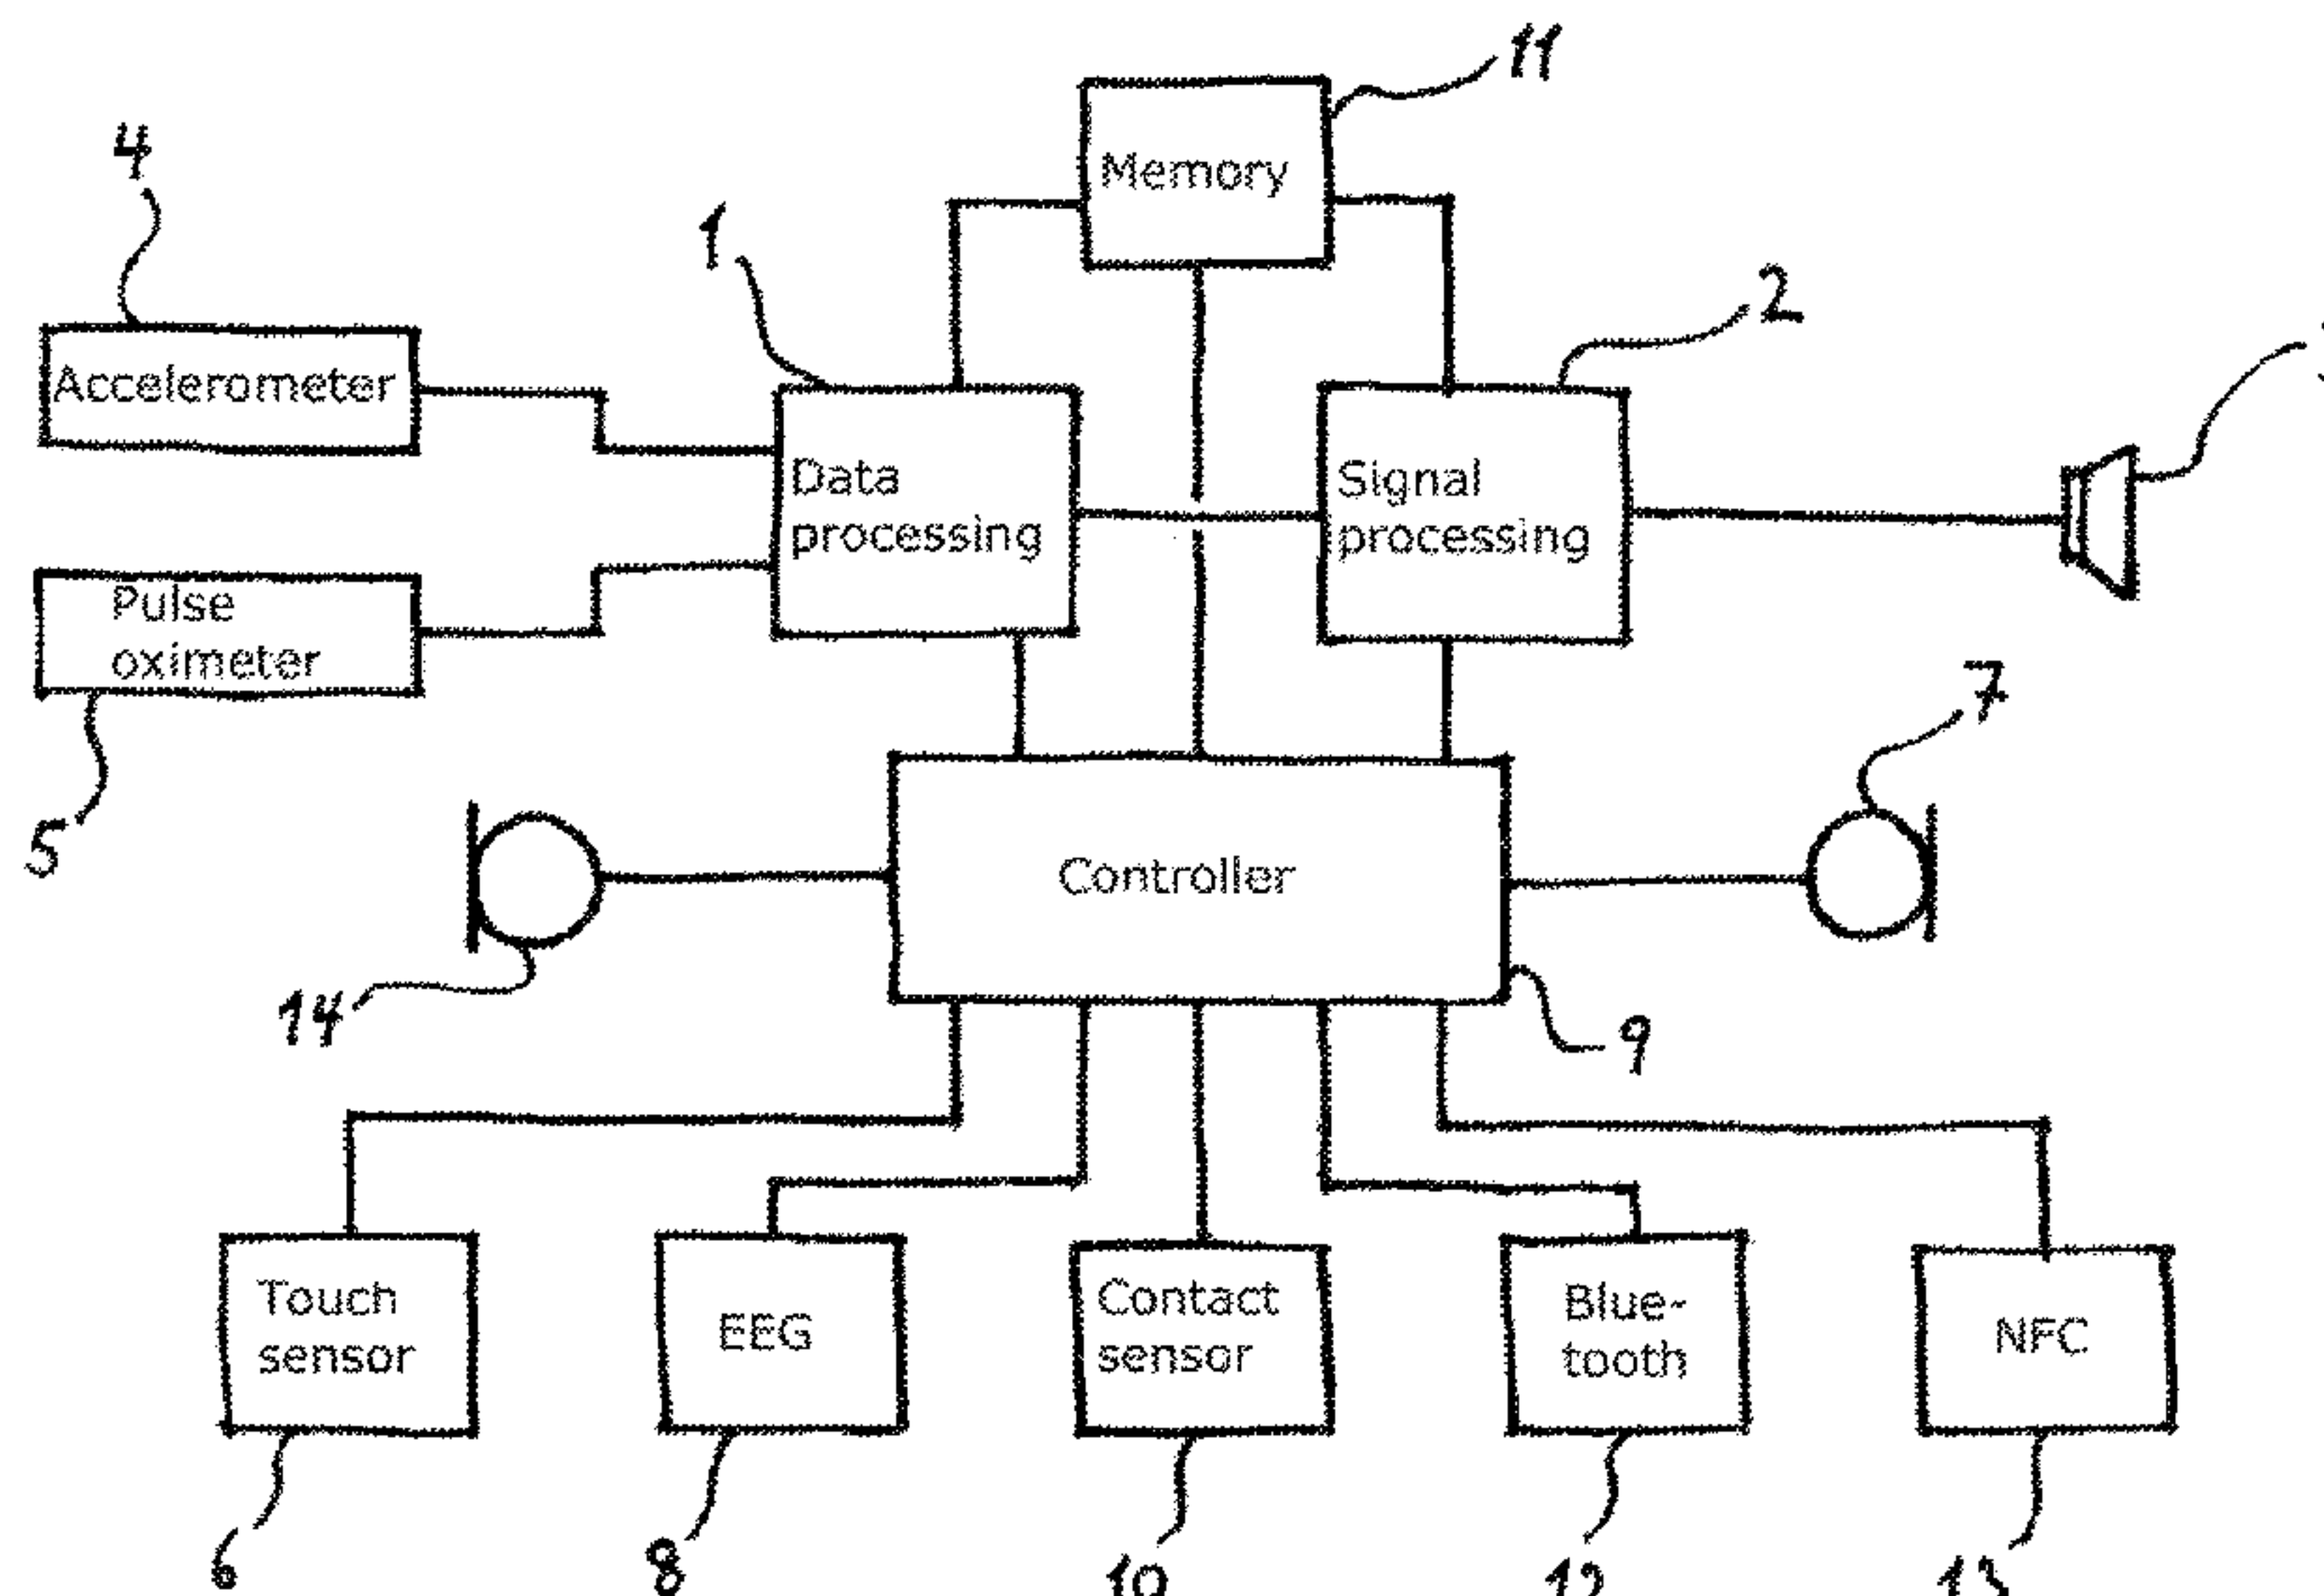 11
4
Memory
1
2
Accelerometer
Data
processing
Signal
processing
Pulse
oximeter
7
5
Controller
14
9
Touch
sensor
EEG
Contact
sensor
Blue-
tooth
NFC
6
8
10
12
13